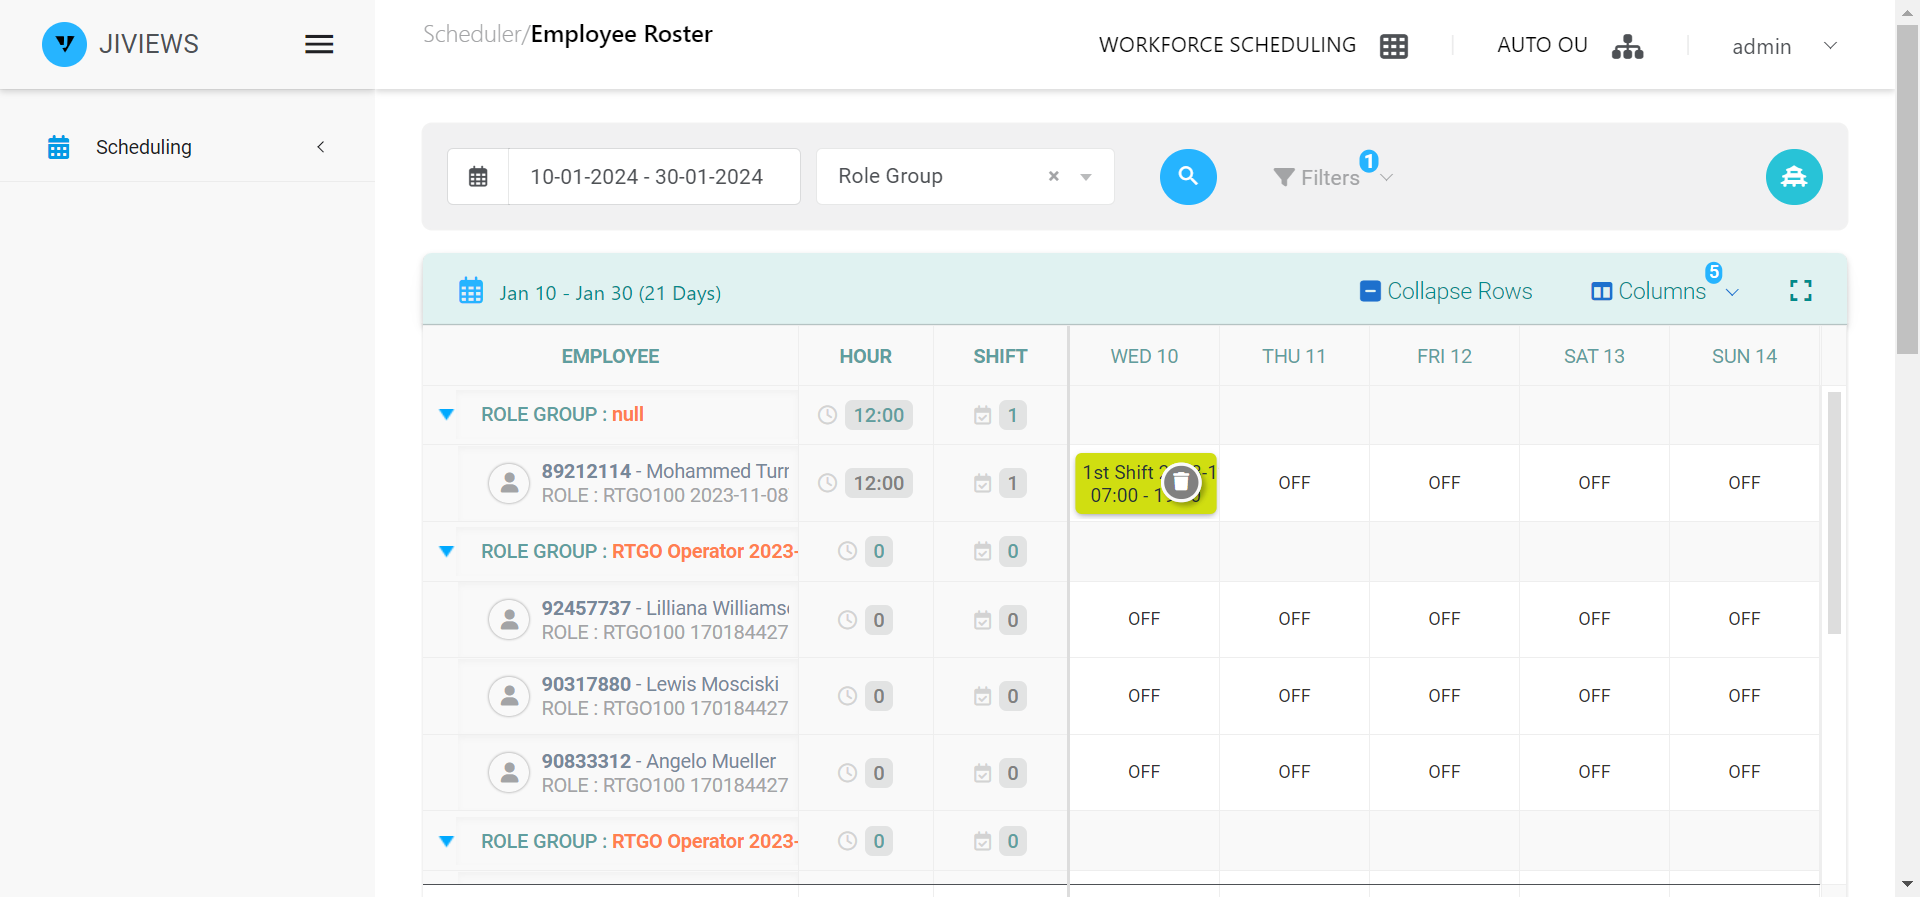 JIVIEWS
Scheduler/Employee Roster
WORKFORCE SCHEDULING
AUTO OU
admin
Scheduling
10-01-2024 - 30-01-2024
Role Group
×
Filters
1
Jan 10 - Jan 30 (21 Days)
Collapse Rows
Columns
5
EMPLOYEE HOUR SHIFT WED 10 THU 11 FRI 12 SAT 13 SUN 14
ROLE GROUP : null 12:00 1
89212114 - Mohammed Turr
ROLE : RTGO100 2023-11-08
12:00 1
1st Shift
07:00 -
OFF OFF OFF OFF
ROLE GROUP : RTGO Operator 2023- 0 0
92457737 - Lilliana Williams
ROLE : RTGO100 170184427
0 0 OFF OFF OFF OFF OFF
90317880 - Lewis Mosciski
ROLE : RTGO100 170184427
0 0 OFF OFF OFF OFF OFF
90833312 - Angelo Mueller
ROLE : RTGO100 170184427
0 0 OFF OFF OFF OFF OFF
ROLE GROUP : RTGO Operator 2023- 0 0